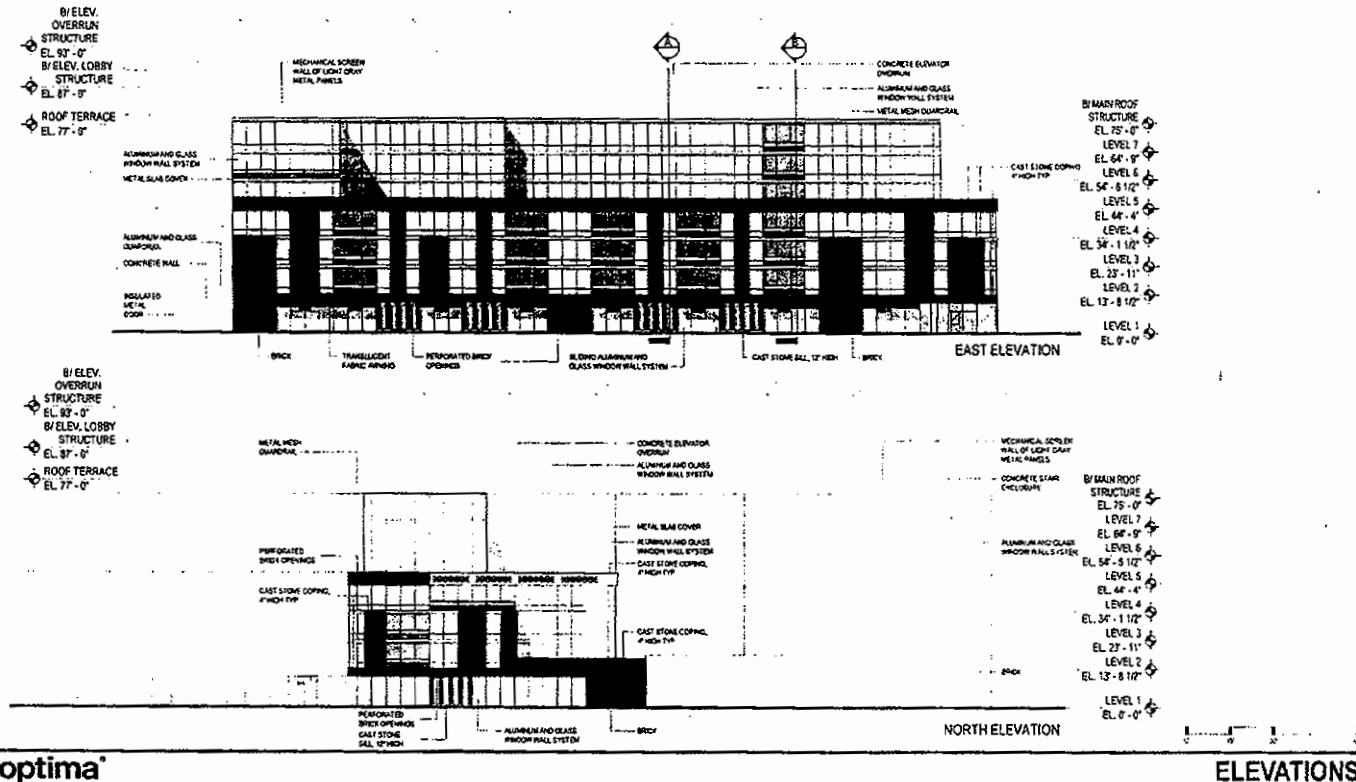 B/ ELEV.
OVERRUN
STRUCTURE
EL. 93' - 0"
B/ ELEV. LOBBY
STRUCTURE
EL. 87' - 0"
ROOF TERRACE
EL. 77' - 0"
MECHANICAL SCREEN
WALL OF LIGHT GRAY
METAL PANELS
A
B
CONCRETE ELEVATOR
OVERRUN
ALUMINUM AND GLASS
WINDOW WALL SYSTEM
METAL MESH GUARDRAIL
ALUMINUM AND GLASS
WINDOW WALL SYSTEM
METAL SLAB COVER
ALUMINUM AND GLASS
GUARDRAIL
CONCRETE WALL
INSULATED
METAL
DOOR
CAST STONE COPING
4" HIGH TYP
B/ MAIN ROOF
STRUCTURE
EL. 75' - 0"
LEVEL 7
EL. 64' - 9"
LEVEL 6
EL. 54' - 6 1/2"
LEVEL 5
EL. 44' - 4"
LEVEL 4
EL. 34' - 1 1/2"
LEVEL 3
EL. 23' - 11"
LEVEL 2
EL. 13' - 8 1/2"
LEVEL 1
EL. 0' - 0"
BRICK
TRANSLUCENT
FABRIC AWNING
PERFORATED BRICK
OPENINGS
SLIDING ALUMINUM AND
GLASS WINDOW WALL SYSTEM
CAST STONE SILL, 12" HIGH
BRICK
EAST ELEVATION
B/ ELEV.
OVERRUN
STRUCTURE
EL. 93' - 0"
B/ ELEV. LOBBY
STRUCTURE
EL. 87' - 0"
ROOF TERRACE
EL. 77' - 0"
METAL MESH
GUARDRAIL
CONCRETE ELEVATOR
OVERRUN
ALUMINUM AND GLASS
WINDOW WALL SYSTEM
MECHANICAL SCREEN
WALL OF LIGHT GRAY
METAL PANELS
CONCRETE STAIR
ENCLOSURE
PERFORATED
BRICK OPENINGS
CAST STONE COPING,
4" HIGH TYP
METAL SLAB COVER
ALUMINUM AND GLASS
WINDOW WALL SYSTEM
CAST STONE COPING,
4" HIGH TYP
ALUMINUM AND GLASS
WINDOW WALL SYSTEM
CAST STONE COPING,
4" HIGH TYP
BRICK
B/ MAIN ROOF
STRUCTURE
EL. 75' - 0"
LEVEL 7
EL. 64' - 9"
LEVEL 6
LEVEL 5
EL. 44' - 4"
LEVEL 4
EL. 34' - 1 1/2"
LEVEL 3
EL. 23' - 11"
LEVEL 2
EL. 13' - 8 1/2"
LEVEL 1
EL. 0' - 0"
PERFORATED
BRICK OPENINGS
CAST STONE
SILL, 12" HIGH
ALUMINUM AND GLASS
WINDOW WALL SYSTEM
BRICK
NORTH ELEVATION
optima
ELEVATIONS